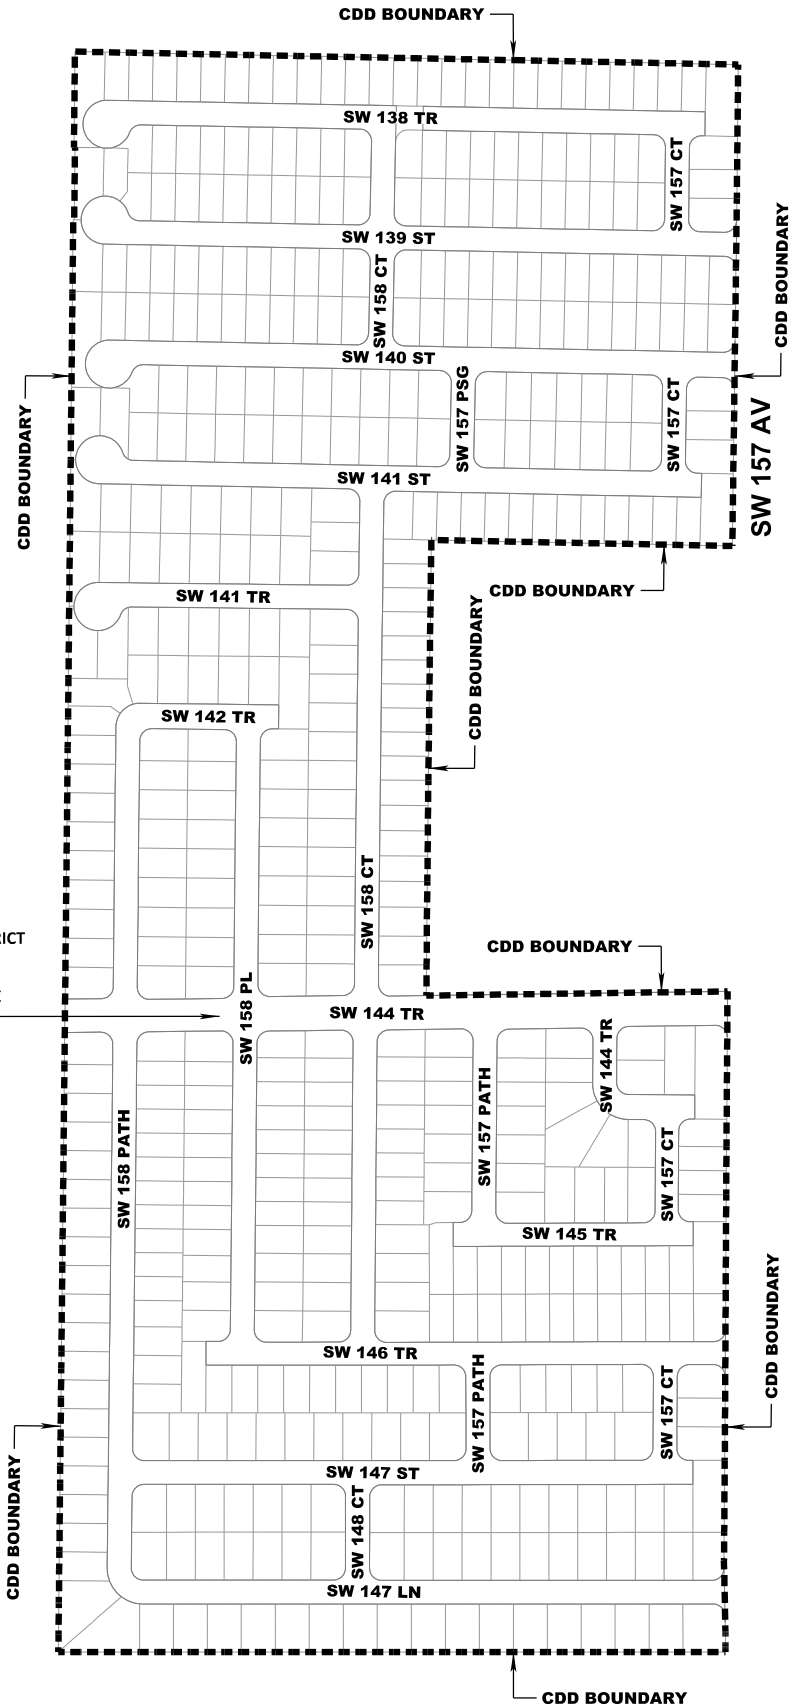 CDD BOUNDARY
SW 138 TR
SW 157 CT
SW 139 ST
CDD BOUNDARY
SW 158 CT
SW 140 ST
SW 157 PSG
SW 157 CT
SW 157 AV
CDD BOUNDARY
SW 141 ST
CDD BOUNDARY
SW 141 TR
CDD BOUNDARY
SW 142 TR
SW 158 CT
RICT
CDD BOUNDARY
SW 158 PL
SW 144 TR
SW 144 TR
SW 157 PATH
SW 158 PATH
SW 157 CT
SW 145 TR
CDD BOUNDARY
SW 146 TR
SW 157 PATH
SW 157 CT
CDD BOUNDARY
SW 147 ST
SW 148 CT
SW 147 LN
CDD BOUNDARY